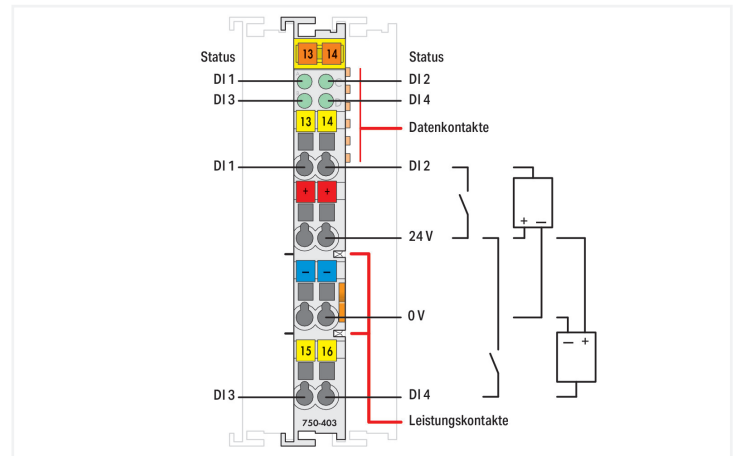 13 14
Status Status
DI 1 DI 2
DI 3 DI 4
13 14
Datenkontakte
DI 1 DI 2
+ +
+ –
24 V
– –
0 V
– +
15 16
DI 3 DI 4
750-403
Leistungskontakte